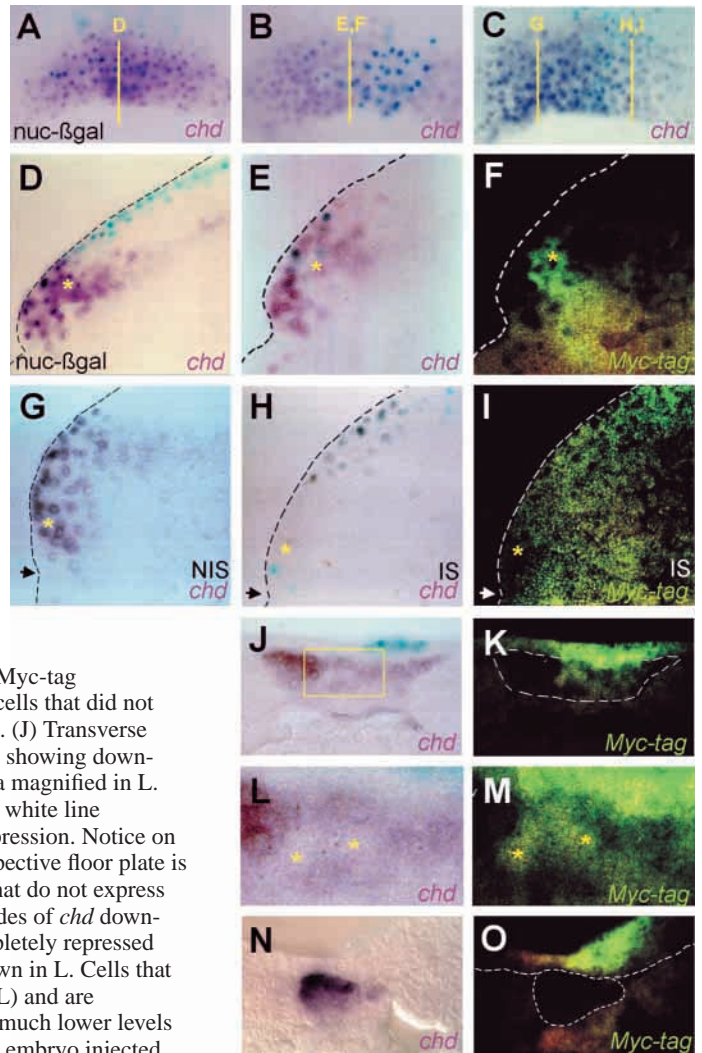 A
D
nuc-ßgal
chd
B
E,F
chd
C
G
H,I
chd
D
nuc-ßgal
chd
*
E
chd
*
F
Myc-tag
*
G
NIS
chd
*
H
IS
chd
*
I
IS
Myc-tag
*
J
chd
K
Myc-tag
L
chd
* *
M
Myc-tag
* *
N
chd
O
Myc-tag
Myc-tag
cells that did not
. (J) Transverse
showing down-
a magnified in L.
white line
pression. Notice on
pective floor plate is
hat do not express
des of chd down-
pletely repressed
wn in L. Cells that
L) and are
much lower levels
embryo injected